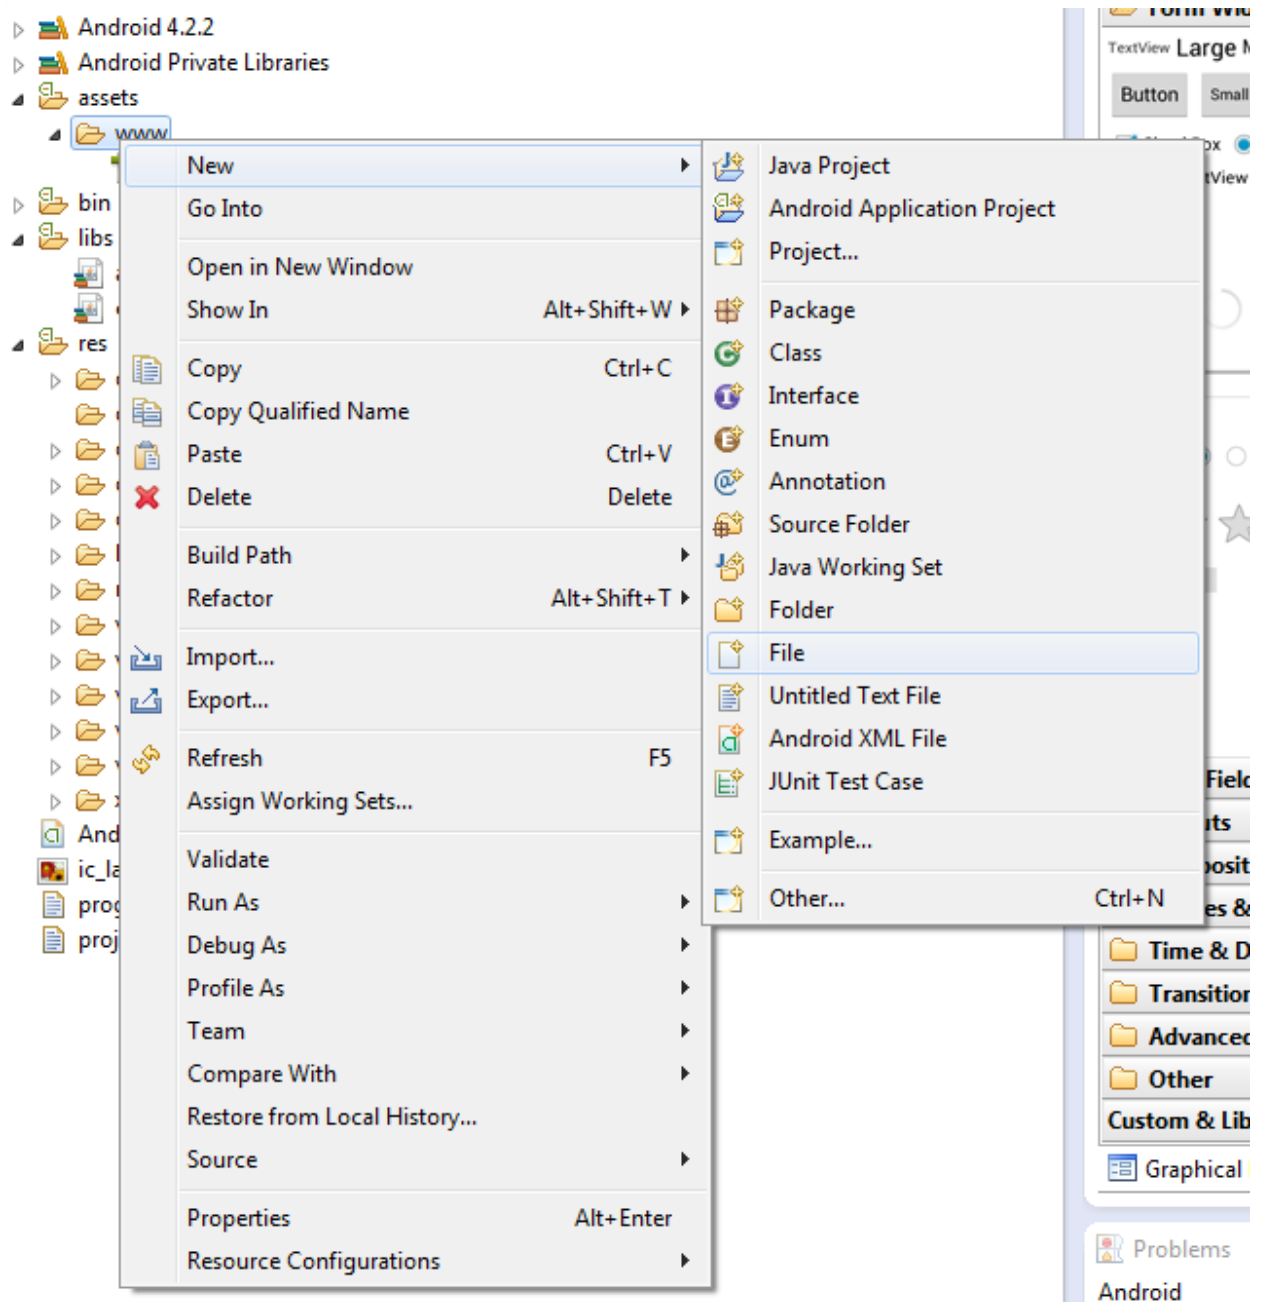 Android 4.2.2
Android Private Libraries
assets
www
bin
libs
res
New
Go Into
Open in New Window
Show In Alt+Shift+W
Copy Ctrl+C
Copy Qualified Name
Paste Ctrl+V
Delete Delete
Build Path
Refactor Alt+Shift+T
Import...
Export...
Refresh F5
Assign Working Sets...
Validate
Run As
Debug As
Profile As
Team
Compare With
Restore from Local History...
Source
Properties Alt+Enter
Resource Configurations
Java Project
Android Application Project
Project...
Package
Class
Interface
Enum
Annotation
Source Folder
Java Working Set
Folder
File
Untitled Text File
Android XML File
JUnit Test Case
Example...
Other... Ctrl+N
TextView Large
Button Small
Time & D
Transition
Advanced
Other
Custom & Lib
Graphical
Problems
Android